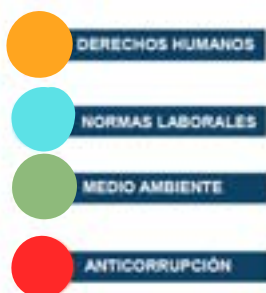 DERECHOS HUMANOS
NORMAS LABORALES
MEDIO AMBIENTE
ANTICORRUPCIÓN